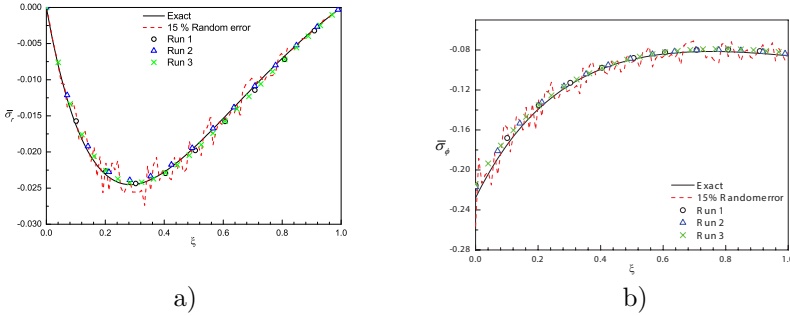 0.000
-0.005
-0.010
-0.015
-0.020
-0.025
-0.030
0.0
0.2
0.4
0.6
0.8
1.0
ξ
Exact
15 % Random error
Run 1
Run 2
Run 3
a)
-0.08
-0.12
-0.16
-0.20
-0.24
-0.28
σ̅ᵩ
0.0
0.2
0.4
0.6
0.8
1.0
ξ
Exact
15% Randomerror
Run 1
Run 2
Run 3
b)